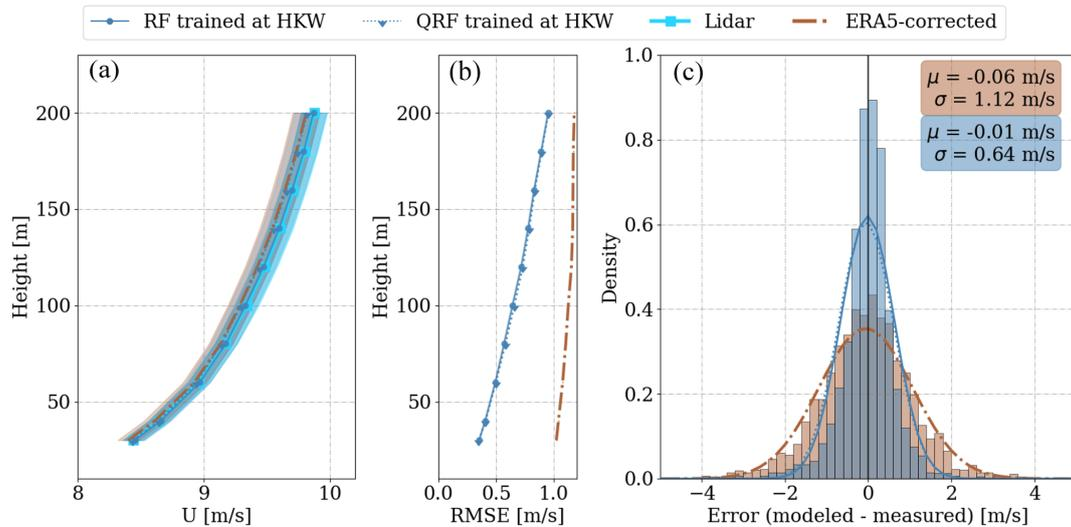 RF trained at HKW QRF trained at HKW Lidar ERA5-corrected
(a)
200
150
100
50
Height [m]
8 9 10
U [m/s]
(b)
200
150
100
50
Height [m]
0.0 0.5 1.0
RMSE [m/s]
(c)
μ = -0.06 m/s
σ = 1.12 m/s
μ = -0.01 m/s
σ = 0.64 m/s
1.0
0.8
0.6
0.4
0.2
0.0
Density
−4 −2 0 2 4
Error (modeled - measured) [m/s]